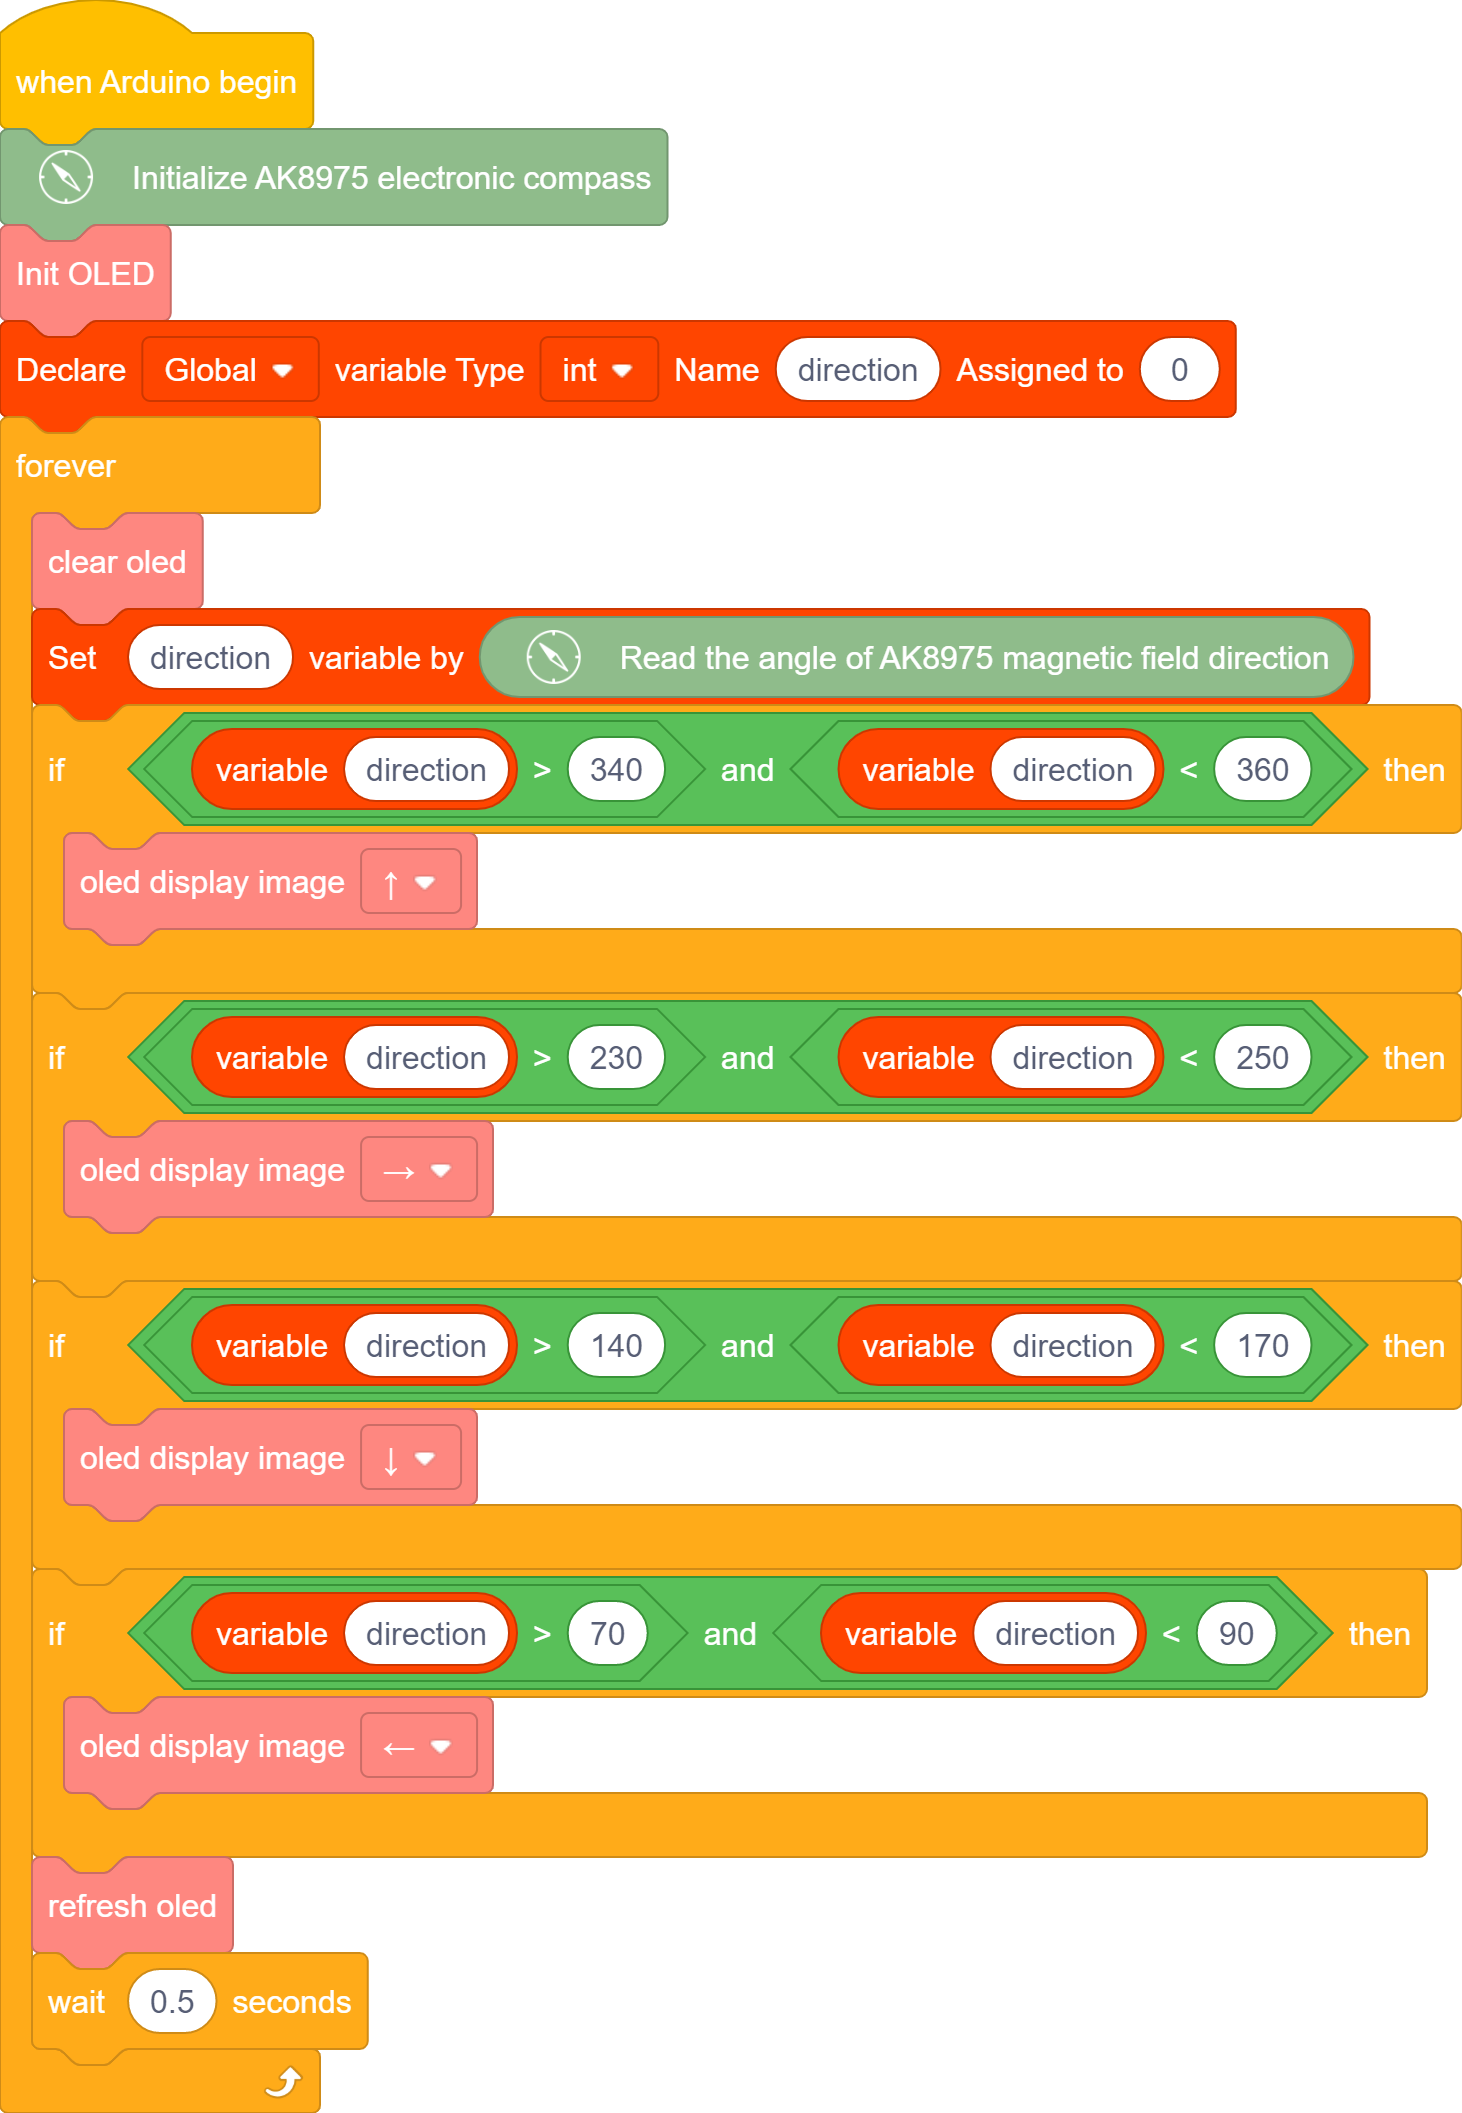 when Arduino begin
Initialize AK8975 electronic compass
Init OLED
Declare Global variable Type int Name direction Assigned to 0
forever
clear oled
Set direction variable by Read the angle of AK8975 magnetic field direction
if variable direction > 340 and variable direction < 360 then
oled display image ↑
if variable direction > 230 and variable direction < 250 then
oled display image →
if variable direction > 140 and variable direction < 170 then
oled display image ↓
if variable direction > 70 and variable direction < 90 then
oled display image ←
refresh oled
wait 0.5 seconds